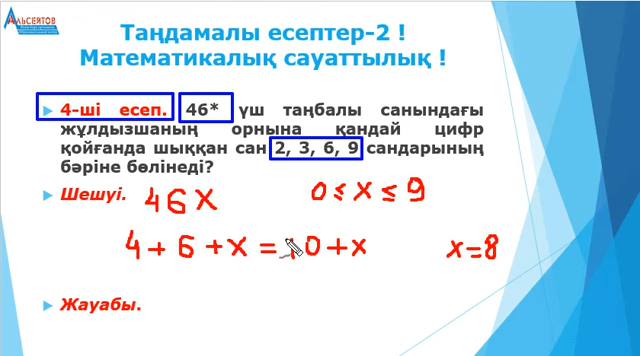 АЛЬСЕЙТОВ
Таңдамалы есептер-2 !
Математикалық сауаттылық !
4-ші есеп. 46* үш таңбалы санындағы
жұлдызшаның орнына қандай цифр
қойғанда шыққан сан 2, 3, 6, 9 сандарының
бәріне бөлінеді?
Шешуі. 46x 0≤x≤9
4+6+x=10+x x=8
Жауабы.